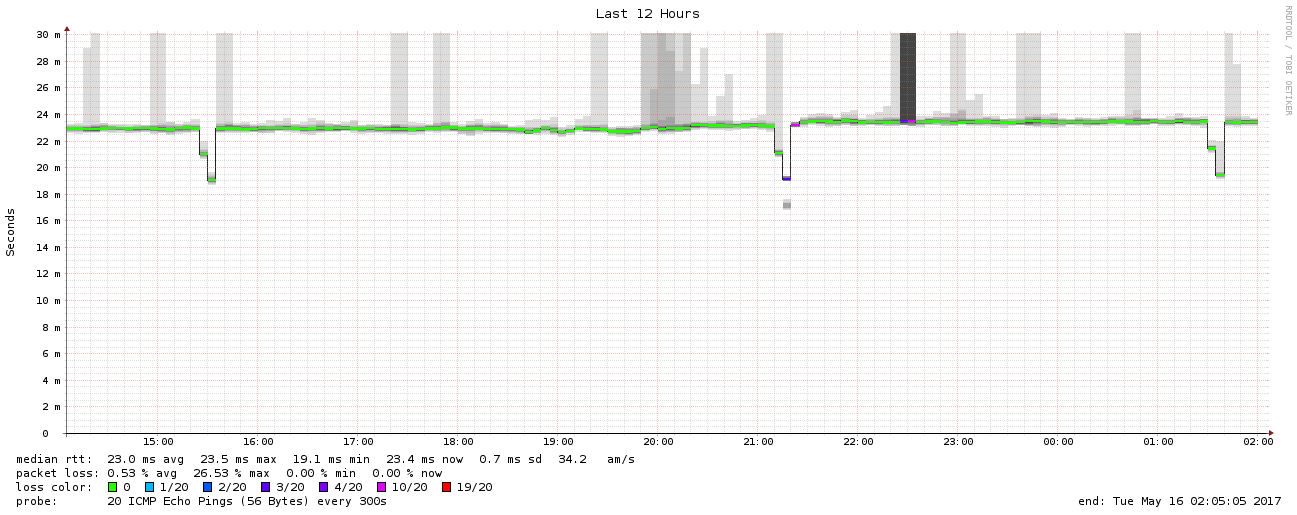 Last 12 Hours
RRDTOOL / TOBI OETIKER
30 m
28 m
26 m
24 m
22 m
20 m
18 m
16 m
14 m
12 m
10 m
8 m
6 m
4 m
2 m
0
Seconds
15:00 16:00 17:00 18:00 19:00 20:00 21:00 22:00 23:00 00:00 01:00 02:00
median rtt: 23.0 ms avg 23.5 ms max 19.1 ms min 23.4 ms now 0.7 ms sd 34.2 am/s
packet loss: 0.53 % avg 26.53 % max 0.00 % min 0.00 % now
loss color: 0 1/20 2/20 3/20 4/20 10/20 19/20
probe: 20 ICMP Echo Pings (56 Bytes) every 300s end: Tue May 16 02:05:05 2017